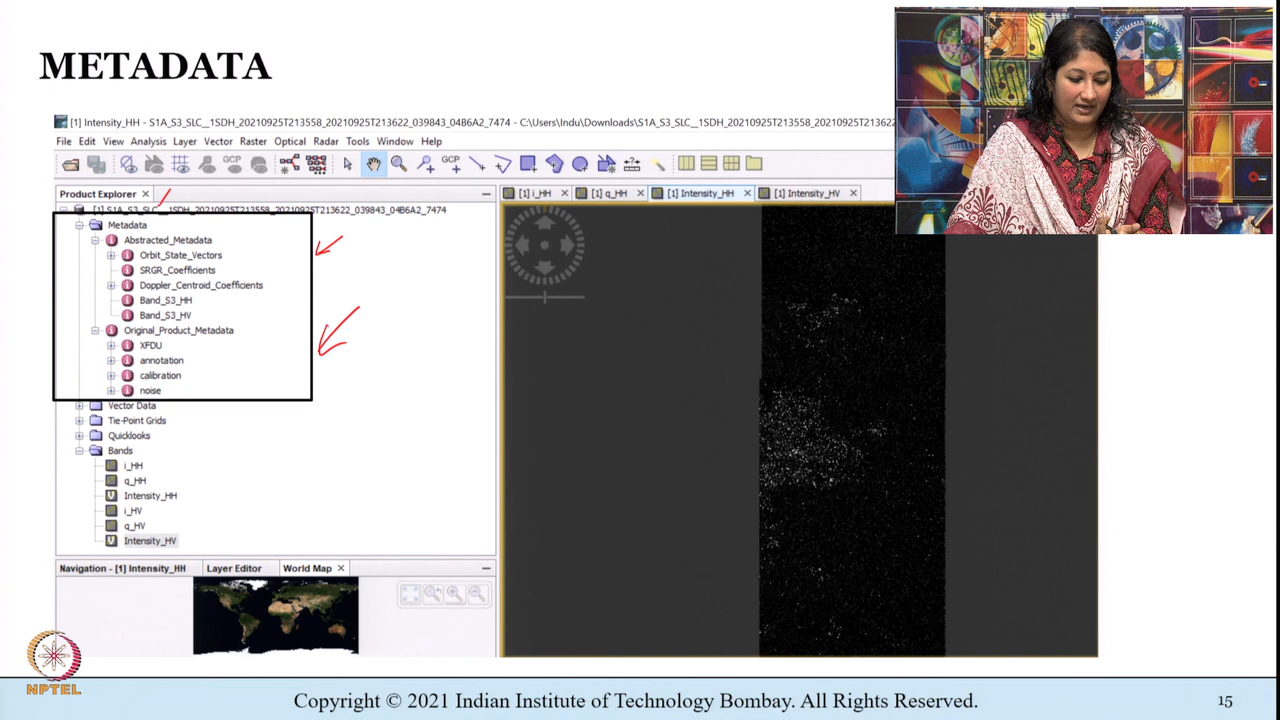 METADATA
[1] Intensity_HH - S1A_S3_SLC__1SDH_20210925T213558_20210925T213622_039843_04B6A2_7474 - C:\Users\Indu\Downloads\S1A_S3_SLC__1SDH_20210925T213558_20210925T213622_039843_04B6A2_
File Edit View Analysis Layer Vector Raster Optical Radar Tools Window Help
GCP GCP
Product Explorer
[1] i_HH [1] q_HH [1] Intensity_HH [1] Intensity_HV
[1] S1A_S3_SLC__1SDH_20210925T213558_20210925T213622_039843_04B6A2_7474
Metadata
Abstracted_Metadata
Orbit_State_Vectors
SRGR_Coefficients
Doppler_Centroid_Coefficients
Band_S3_HH
Band_S3_HV
Original_Product_Metadata
XFDU
annotation
calibration
noise
Vector Data
Tie-Point Grids
Quicklooks
Bands
i_HH
q_HH
Intensity_HH
i_HV
q_HV
Intensity_HV
Navigation - [1] Intensity_HH Layer Editor World Map
NPTEL
Copyright © 2021 Indian Institute of Technology Bombay. All Rights Reserved.
15